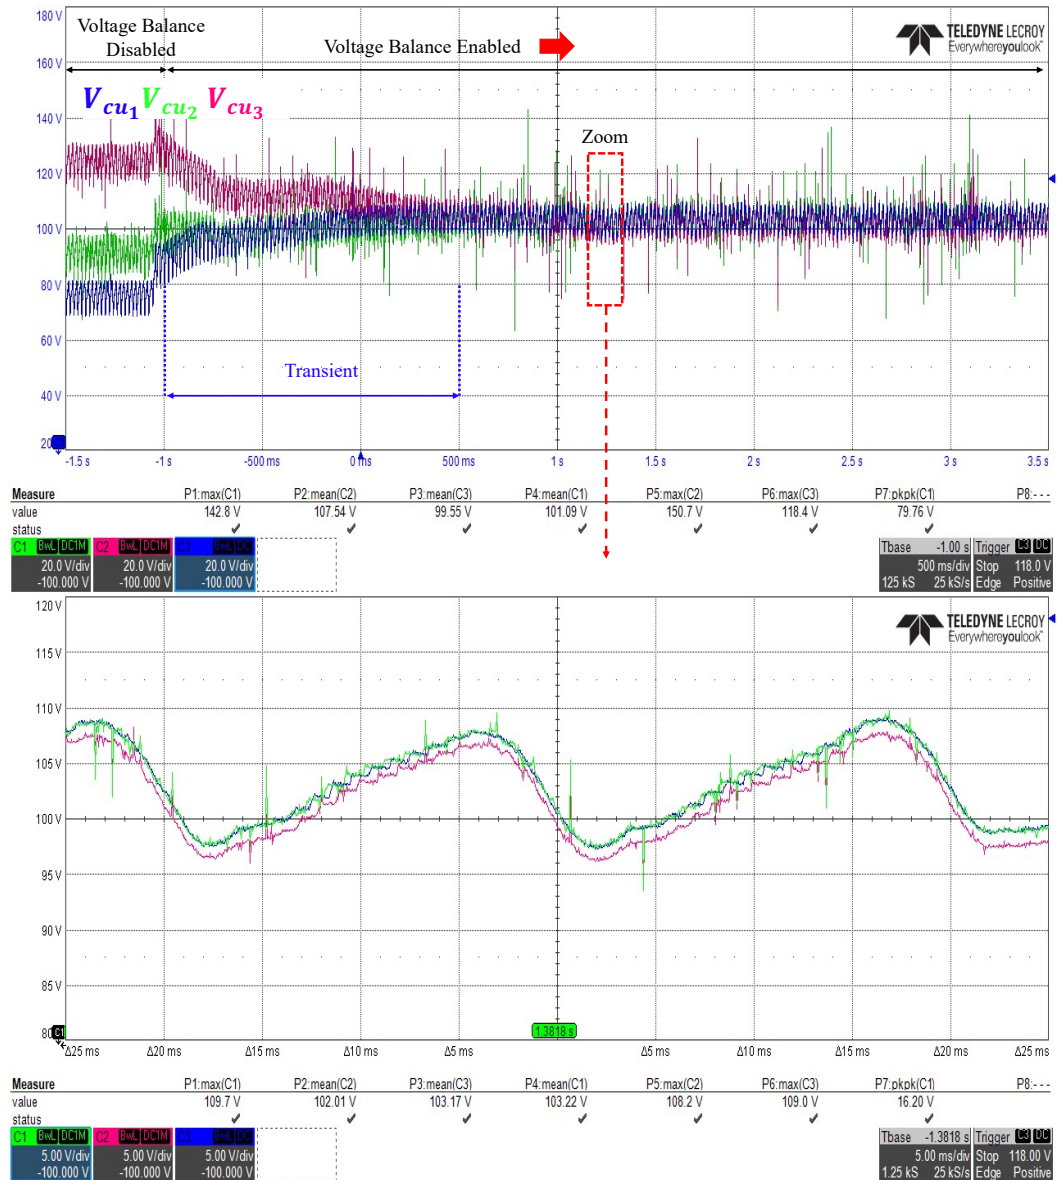 180 V
Voltage Balance
Disabled
Voltage Balance Enabled
TELEDYNE LECROY
Everywhereyoulook™
160 V
V_cu1 V_cu2 V_cu3
140 V
Zoom
120 V
100 V
80 V
60 V
Transient
40 V
-1.5 s -1 s -500 ms 0 ms 500 ms 1 s 1.5 s 2 s 2.5 s 3 s 3.5 s
Measure P1:max(C1) P2:mean(C2) P3:mean(C3) P4:mean(C1) P5:max(C2) P6:max(C3) P7:pkpk(C1) P8:- - -
value 142.8 V 107.54 V 99.55 V 101.09 V 150.7 V 118.4 V 79.76 V
status ✓ ✓ ✓ ✓ ✓ ✓ ✓
C1 BwL DC1M C2 BwL DC1M C3 BwL DC Tbase -1.00 s Trigger C3 DC
20.0 V/div 20.0 V/div 20.0 V/div 500 ms/div Stop 118.0 V
-100.000 V -100.000 V -100.000 V 125 kS 25 kS/s Edge Positive
120 V
TELEDYNE LECROY
Everywhereyoulook™
115 V
110 V
105 V
100 V
95 V
90 V
85 V
C1
1.3818 s
Δ25 ms Δ20 ms Δ15 ms Δ10 ms Δ5 ms Δ5 ms Δ10 ms Δ15 ms Δ20 ms Δ25 ms
Measure P1:max(C1) P2:mean(C2) P3:mean(C3) P4:mean(C1) P5:max(C2) P6:max(C3) P7:pkpk(C1) P8:- - -
value 109.7 V 102.01 V 103.17 V 103.22 V 108.2 V 109.0 V 16.20 V
status ✓ ✓ ✓ ✓ ✓ ✓ ✓
C1 BwL DC1M C2 BwL DC1M C3 BwL DC Tbase -1.3818 s Trigger C3 DC
5.00 V/div 5.00 V/div 5.00 V/div 5.00 ms/div Stop 118.00 V
-100.000 V -100.000 V -100.000 V 1.25 kS 25 kS/s Edge Positive